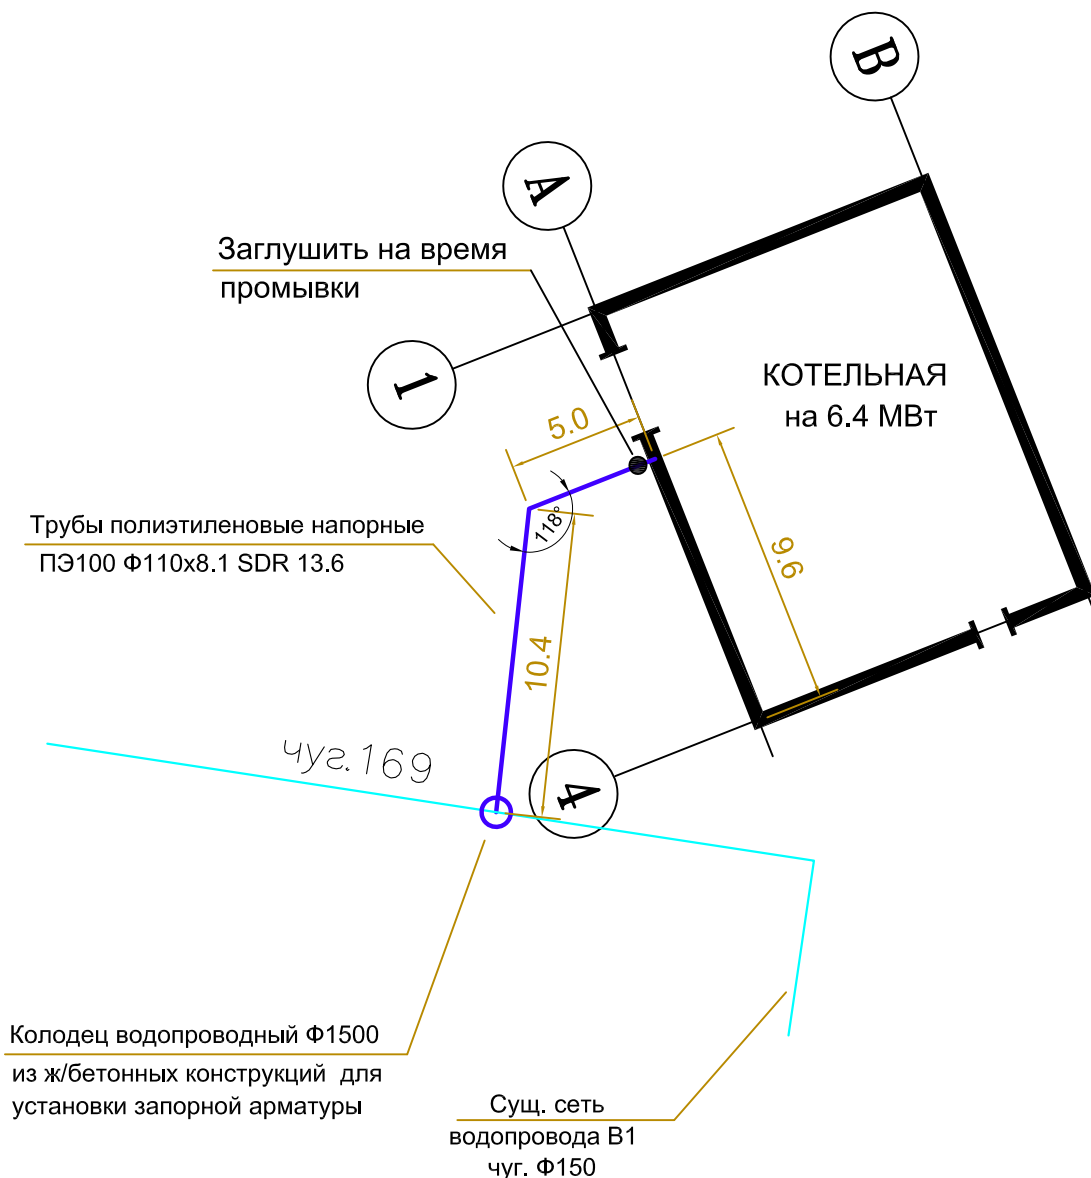 В
А
Заглушить на время
промывки
1
КОТЕЛЬНАЯ
на 6.4 МВт
5.0
118°
Трубы полиэтиленовые напорные
ПЭ100 Ф110х8.1 SDR 13.6
9.6
10.4
чуг.169
4
Колодец водопроводный Ф1500
из ж/бетонных конструкций для
установки запорной арматуры
Сущ. сеть
водопровода В1
чуг. Ф150